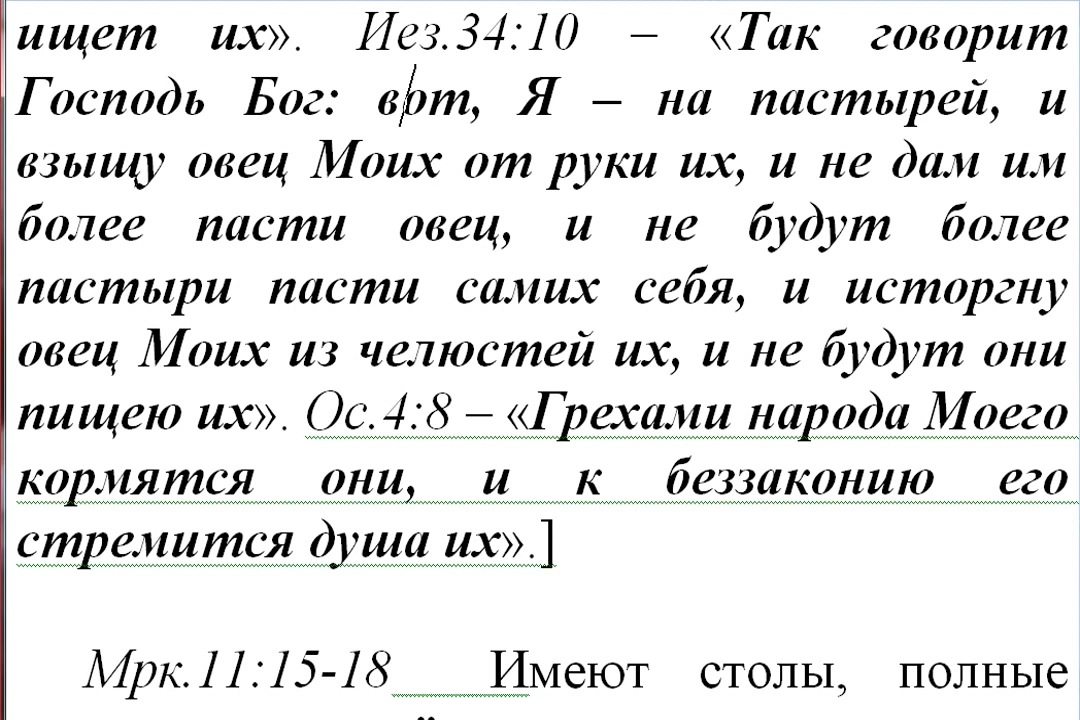 ищет их». Иез.34:10 – «Так говорит
Господь Бог: вот, Я – на пастырей, и
взыщу овец Моих от руки их, и не дам им
более пасти овец, и не будут более
пастыри пасти самих себя, и исторгну
овец Моих из челюстей их, и не будут они
пищею их». Ос.4:8 – «Грехами народа Моего
кормятся они, и к беззаконию его
стремится душа их».]
Мрк.11:15-18 Имеют столы, полные